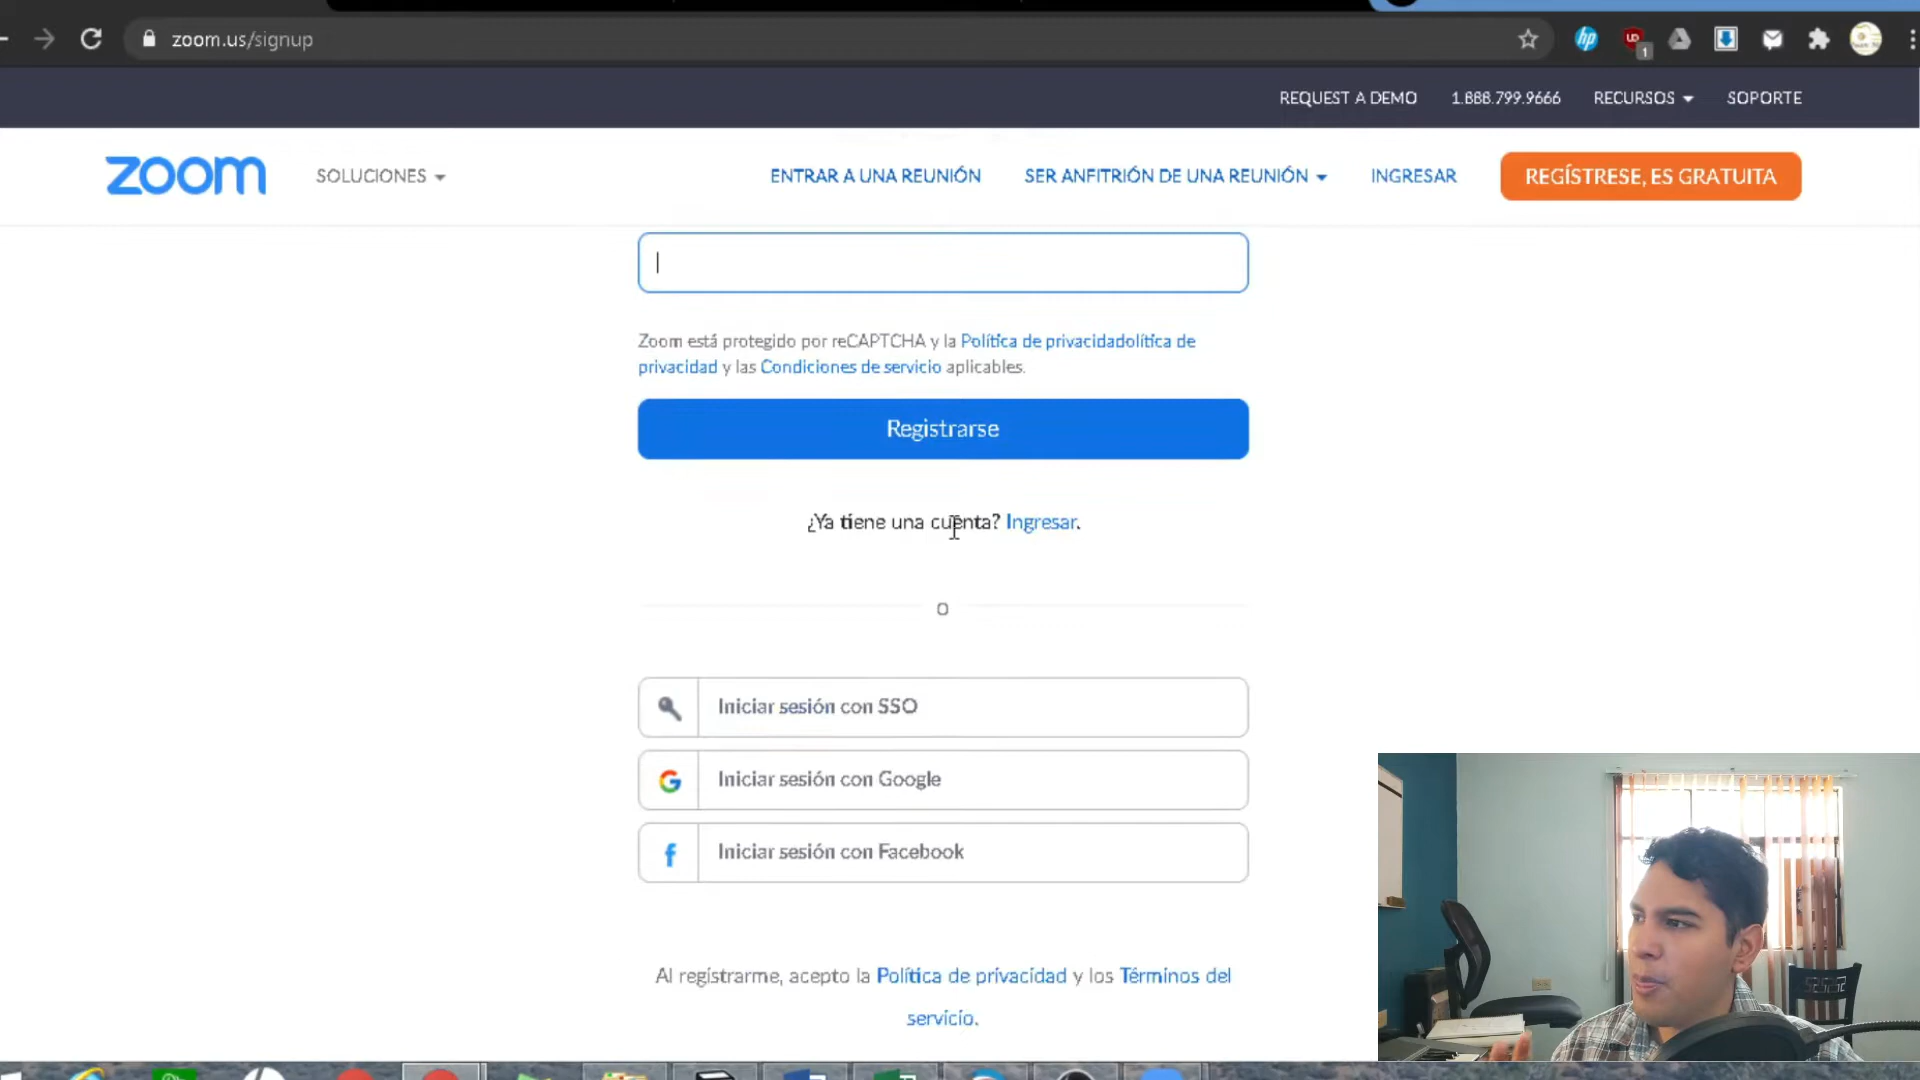 zoom.us/signup
1
REQUEST A DEMO 1.888.799.9666 RECURSOS SOPORTE
zoom SOLUCIONES ENTRAR A UNA REUNIÓN SER ANFITRIÓN DE UNA REUNIÓN INGRESAR REGÍSTRESE, ES GRATUITA
Zoom está protegido por reCAPTCHA y la Política de privacidadolítica de
privacidad y las Condiciones de servicio aplicables.
Registrarse
¿Ya tiene una cuenta? Ingresar.
o
Iniciar sesión con SSO
Iniciar sesión con Google
Iniciar sesión con Facebook
Al registrarme, acepto la Política de privacidad y los Términos del
servicio.